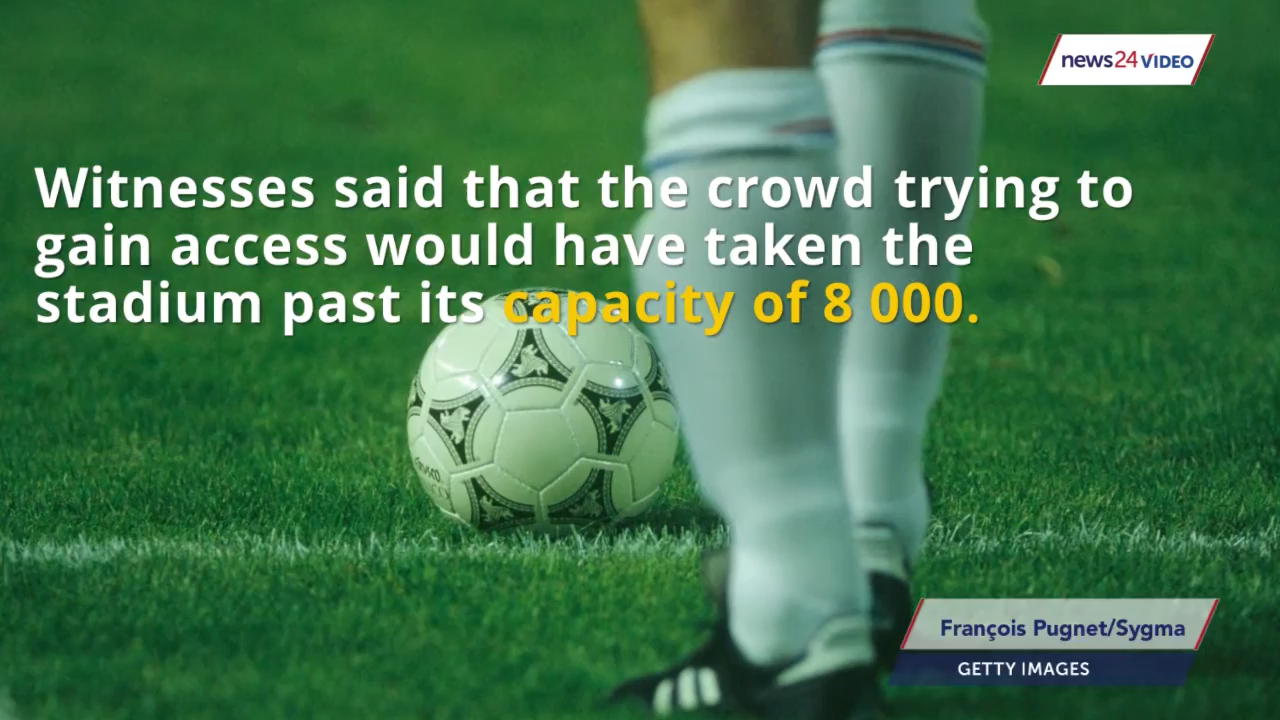 news24 VIDEO
Witnesses said that the crowd trying to
gain access would have taken the
stadium past its capacity of 8 000.
François Pugnet/Sygma
GETTY IMAGES